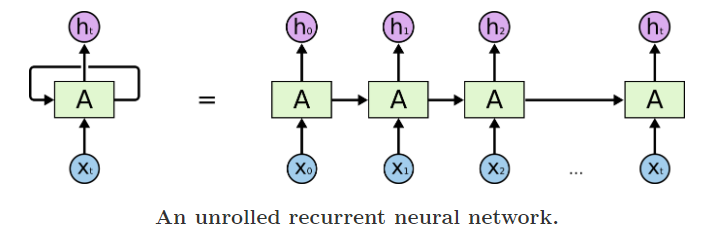 hₜ h₀ h₁ h₂ hₜ
A = A A A A
xₜ x₀ x₁ x₂ ... xₜ
An unrolled recurrent neural network.